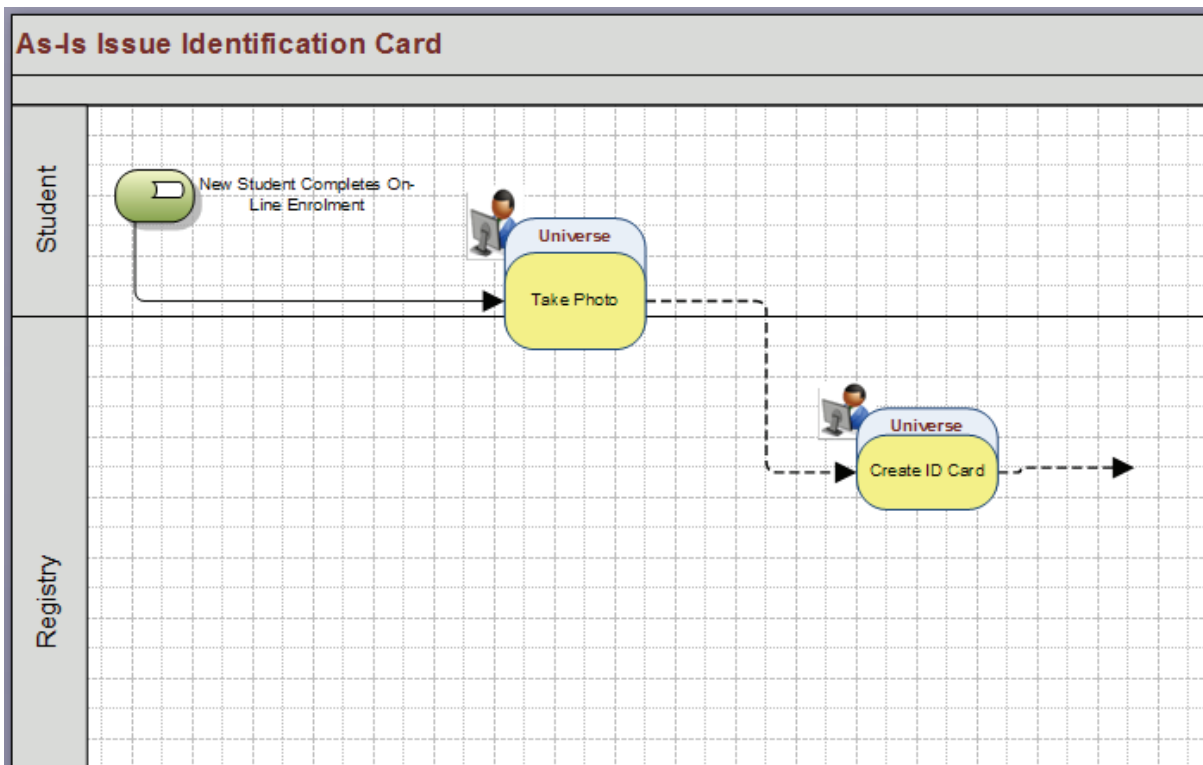 As-Is Issue Identification Card
Student
New Student Completes On-
Line Enrolment
Universe
Take Photo
Registry
Universe
Create ID Card